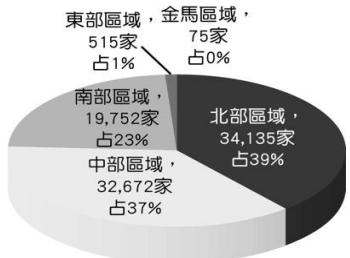 東部區域，
515家
占1%
金馬區域，
75家
占0%
南部區域，
19,752家
占23%
北部區域，
34,135家
占39%
中部區域，
32,672家
占37%